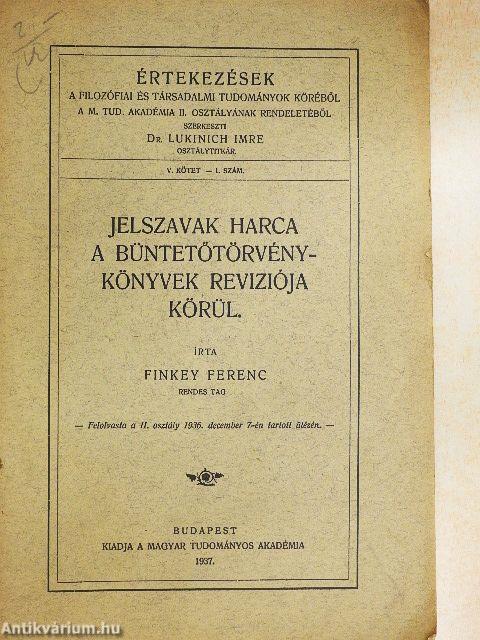 ÉRTEKEZÉSEK
A FILOZÓFIAI ÉS TÁRSADALMI TUDOMÁNYOK KÖRÉBŐL
A M. TUD. AKADÉMIA II. OSZTÁLYÁNAK RENDELETÉBŐL
SZERKESZTI
DR. LUKINICH IMRE
OSZTÁLYTITKÁR.
V. KÖTET — 1. SZÁM.
JELSZAVAK HARCA
A BÜNTETŐTÖRVÉNY-
KÖNYVEK REVIZIÓJA
KÖRÜL.
ÍRTA
FINKEY FERENC
RENDES TAG
— Felolvasta a II. osztály 1936. december 7-én tartott ülésén. —
BUDAPEST
KIADJA A MAGYAR TUDOMÁNYOS AKADÉMIA
1937.
Antikvárium.hu